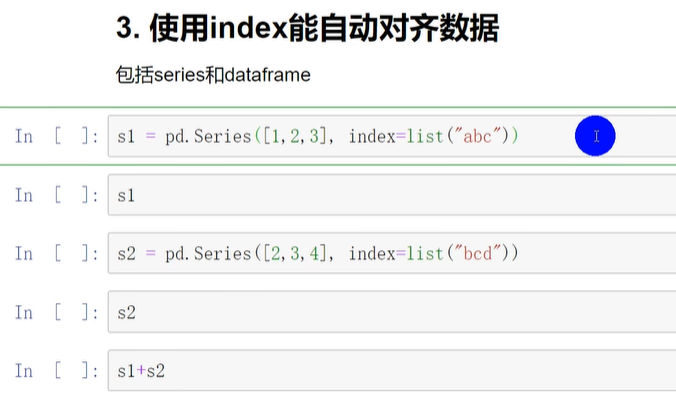 3. 使用index能自动对齐数据
包括series和dataframe
In [ ]: s1 = pd.Series([1,2,3], index=list("abc"))
In [ ]: s1
In [ ]: s2 = pd.Series([2,3,4], index=list("bcd"))
In [ ]: s2
In [ ]: s1+s2